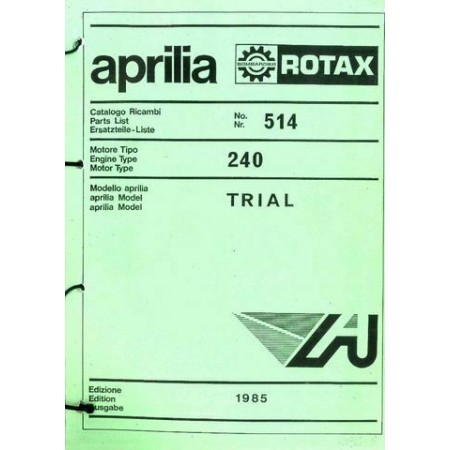 aprilia BOMBARDIER ROTAX
Catalogo Ricambi
Parts List
Ersatzteile-Liste
No.
Nr.
514
Motore Tipo
Engine Type
Motor Type
240
Modello aprilia
aprilia Model
aprilia Model
TRIAL
Edizione
Edition
Ausgabe
1985